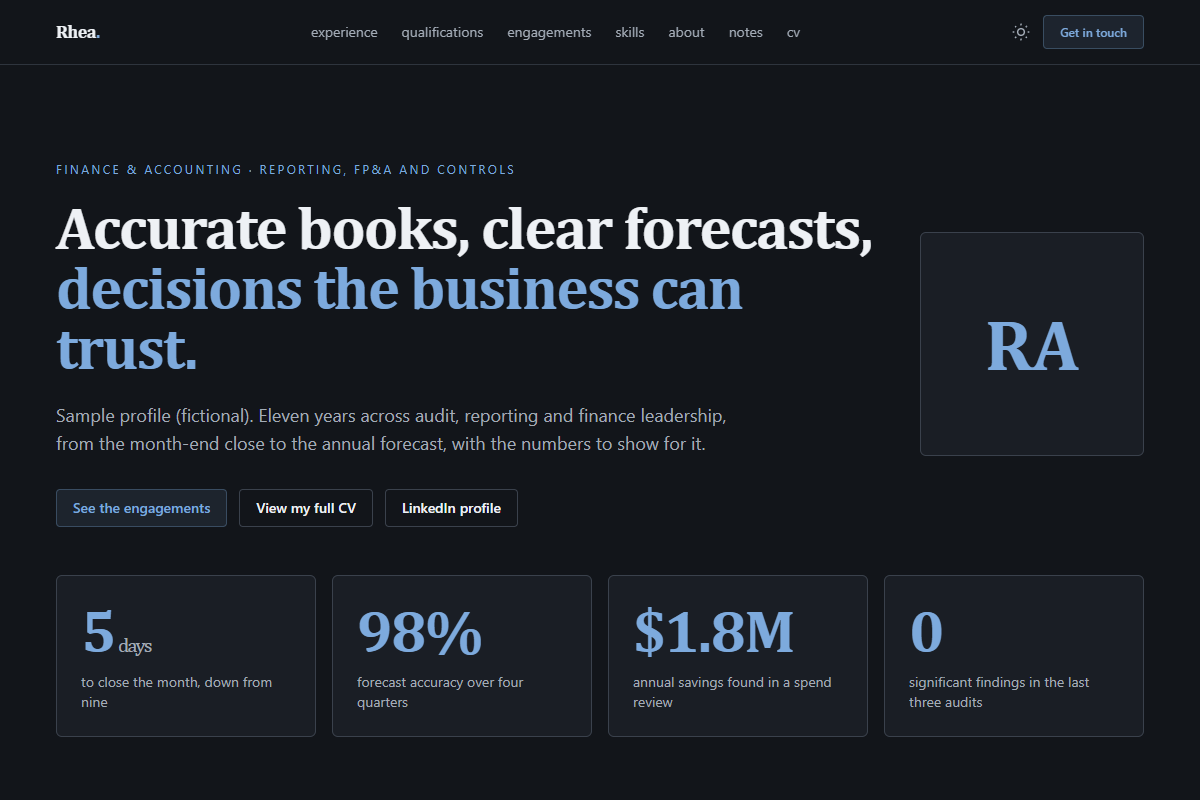 Rhea.
experience qualifications engagements skills about notes cv
Get in touch
FINANCE & ACCOUNTING · REPORTING, FP&A AND CONTROLS
Accurate books, clear forecasts,
decisions the business can
trust.
RA
Sample profile (fictional). Eleven years across audit, reporting and finance leadership,
from the month-end close to the annual forecast, with the numbers to show for it.
See the engagements
View my full CV
LinkedIn profile
5 days
to close the month, down from
nine
98%
forecast accuracy over four
quarters
$1.8M
annual savings found in a spend
review
0
significant findings in the last
three audits